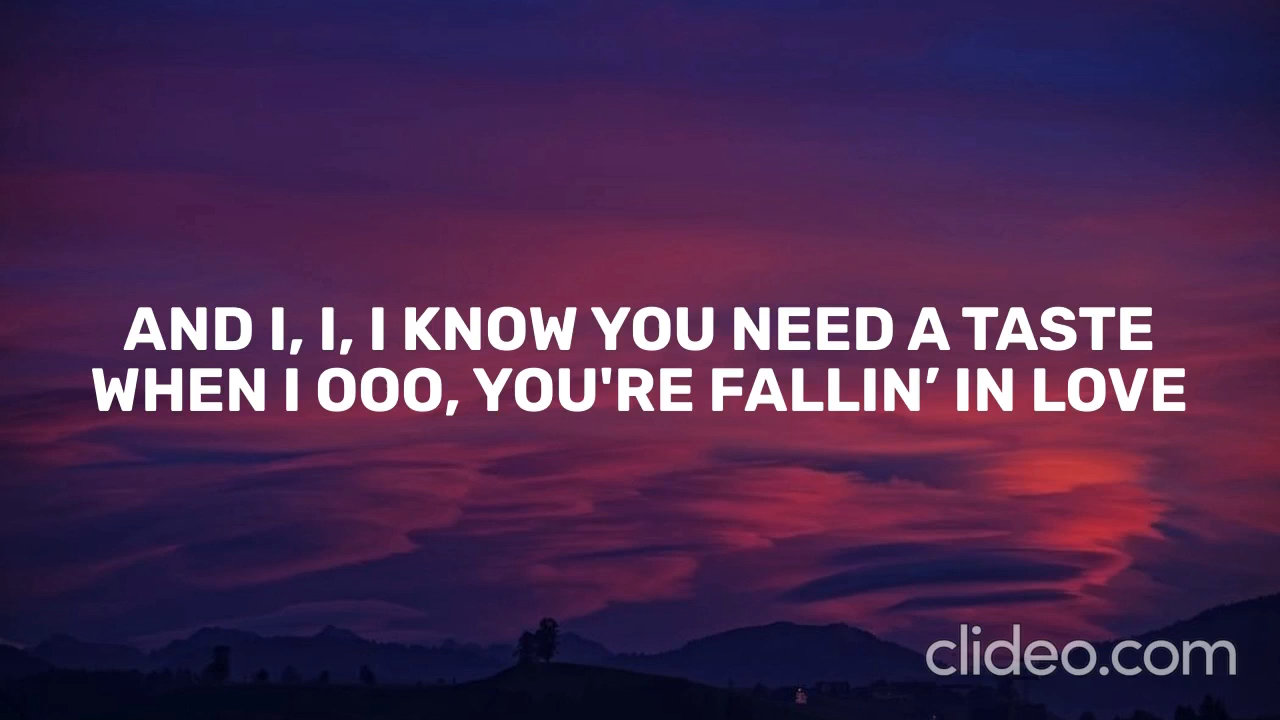 AND I, I, I KNOW YOU NEED A TASTE
WHEN I OOO, YOU'RE FALLIN’ IN LOVE
clideo.com